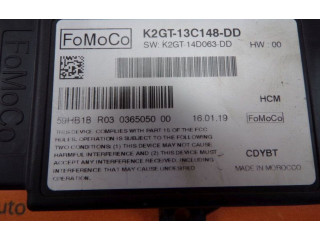 FoMoCo
FoMoCo
K2GT-13C148-DD
SW: K2GT-14D063-DD HW: 00
HCM
59HB1B R03 0365050 00 16.01.19 FoMoCo
THIS DEVICE COMPLIES WITH PART 15 OF THE FCC
RULES. OPERATION IS SUBJECT TO THE FOLLOWING
TWO CONDITIONS: (1) THIS DEVICE MAY NOT CAUSE
HARMFUL INTERFERENCE AND (2) THIS DEVICE MUST
ACCEPT ANY INTERFERENCE RECEIVED, INCLUDING
INTERFERENCE THAT MAY CAUSE UNDESIRED
OPERATION
CDYBT
MADE IN MOROCCO